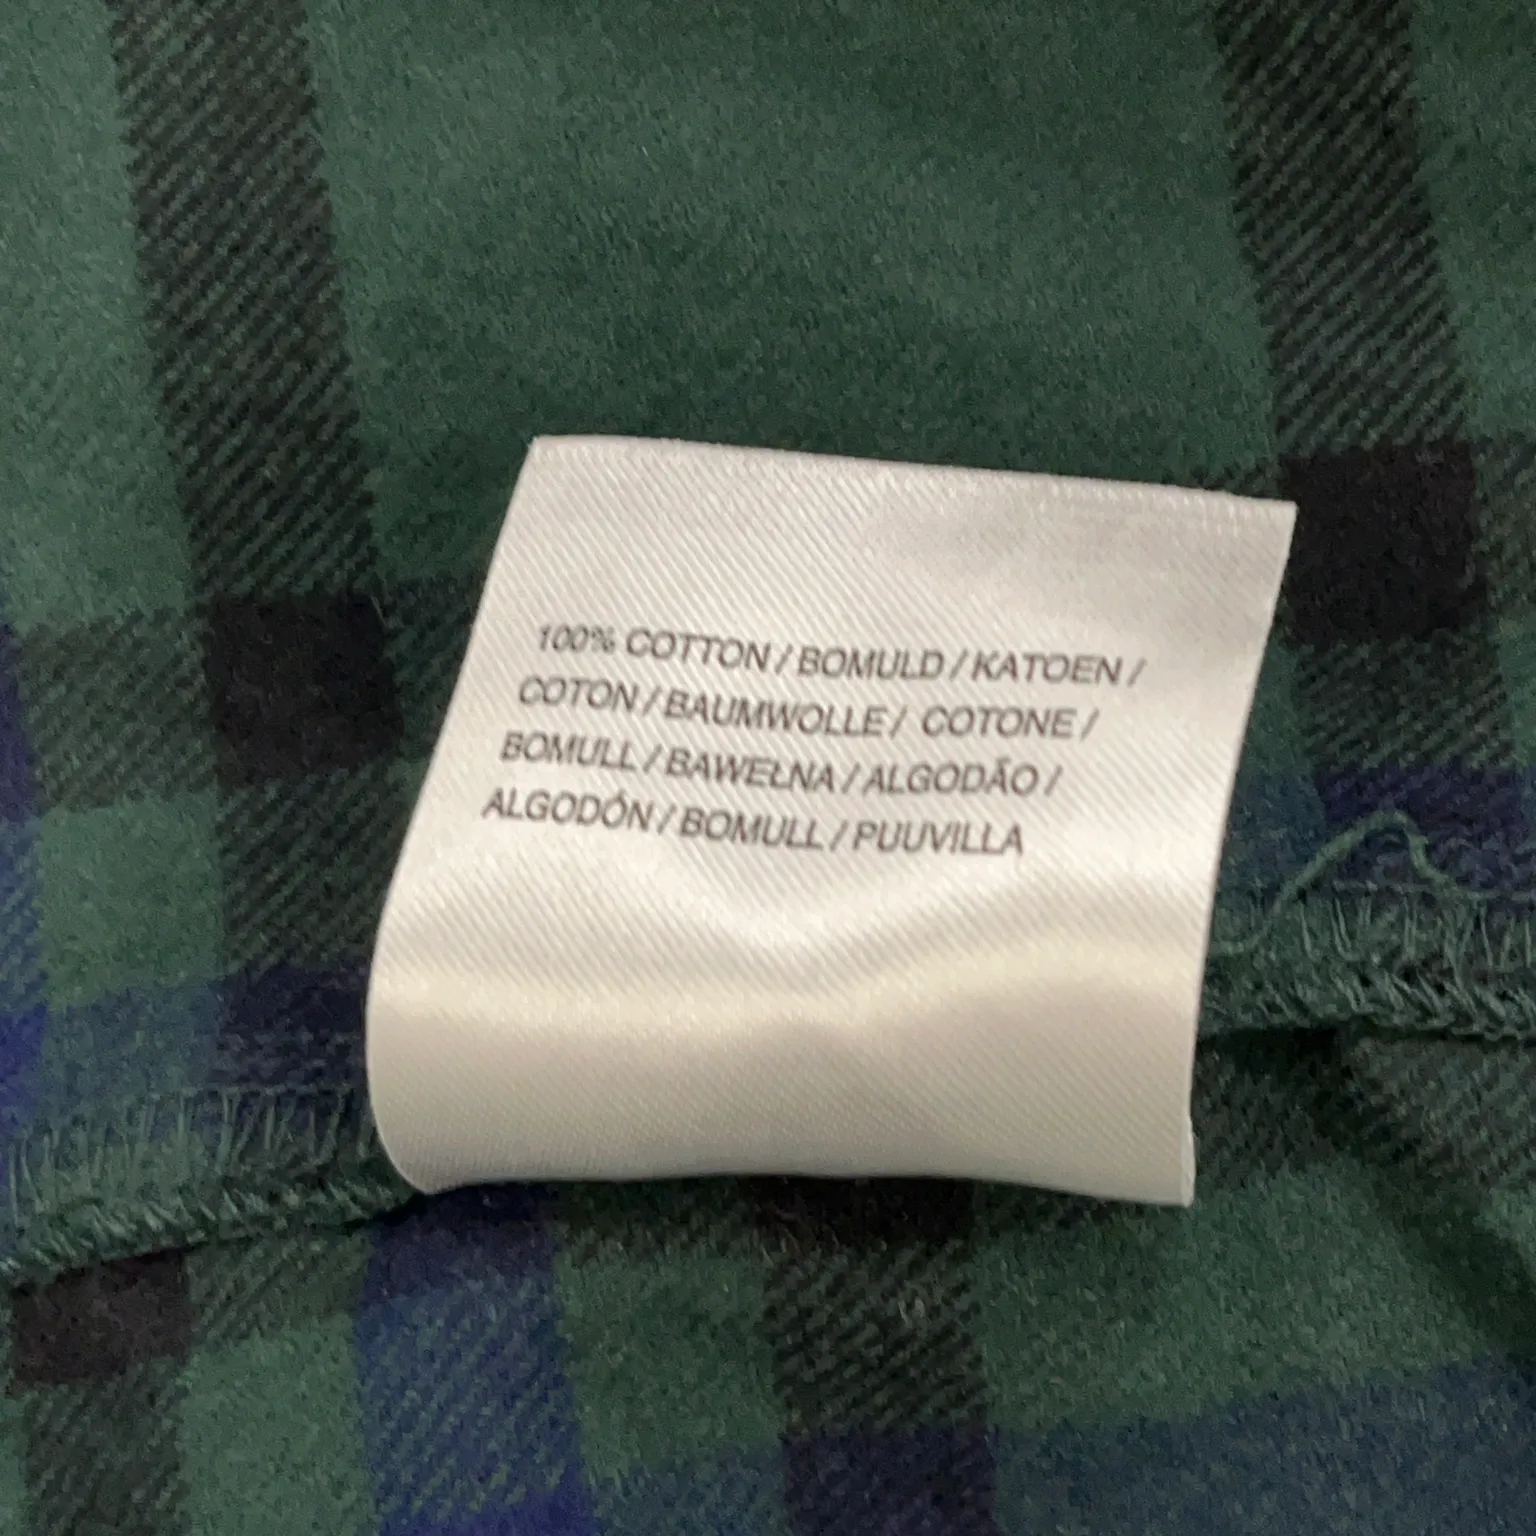 100% COTTON / BOMULD / KATOEN /
COTON / BAUMWOLLE / COTONE /
BOMULL / BAWEŁNA / ALGODÃO /
ALGODÓN / BOMULL / PUUVILLA